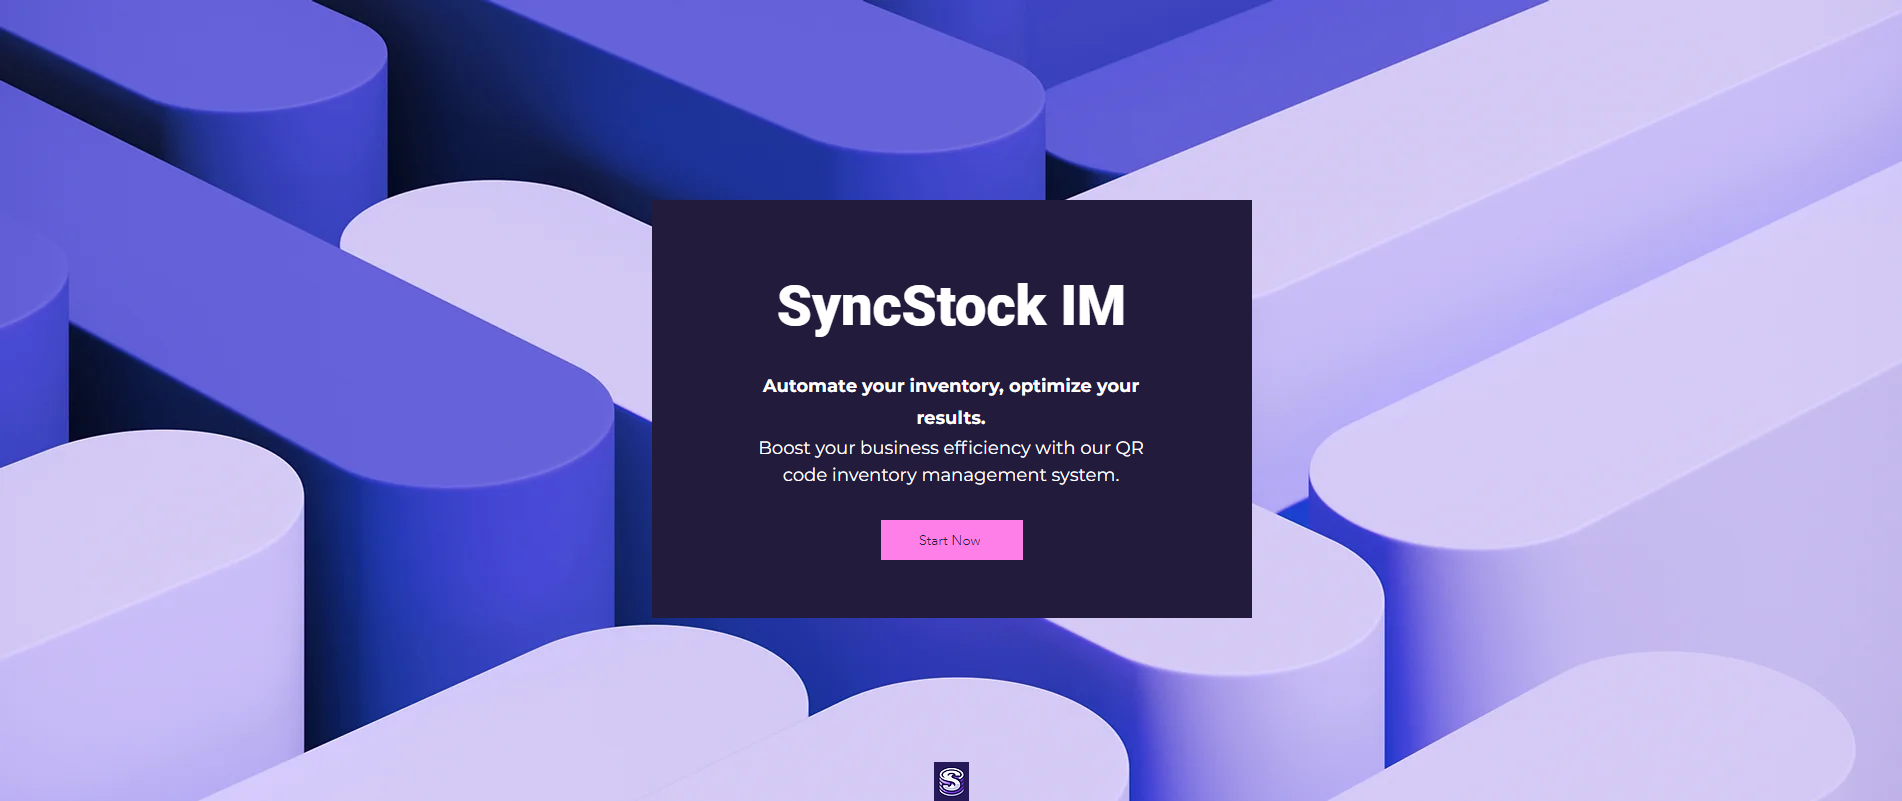 SyncStock IM
Automate your inventory, optimize your
results.
Boost your business efficiency with our QR
code inventory management system.
Start Now
S